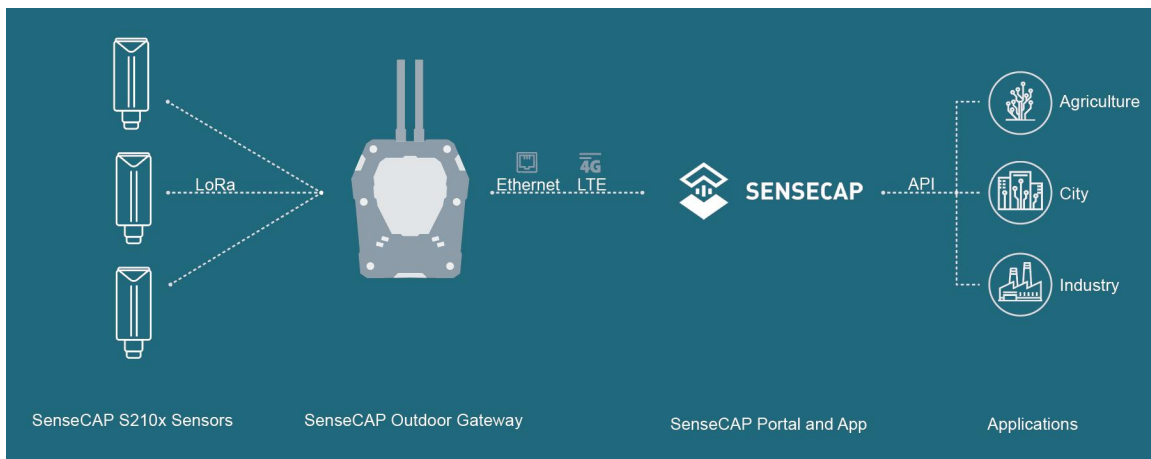 LoRa
Ethernet
4G
LTE
SENSECAP
API
Agriculture
City
Industry
SenseCAP S210x Sensors
SenseCAP Outdoor Gateway
SenseCAP Portal and App
Applications